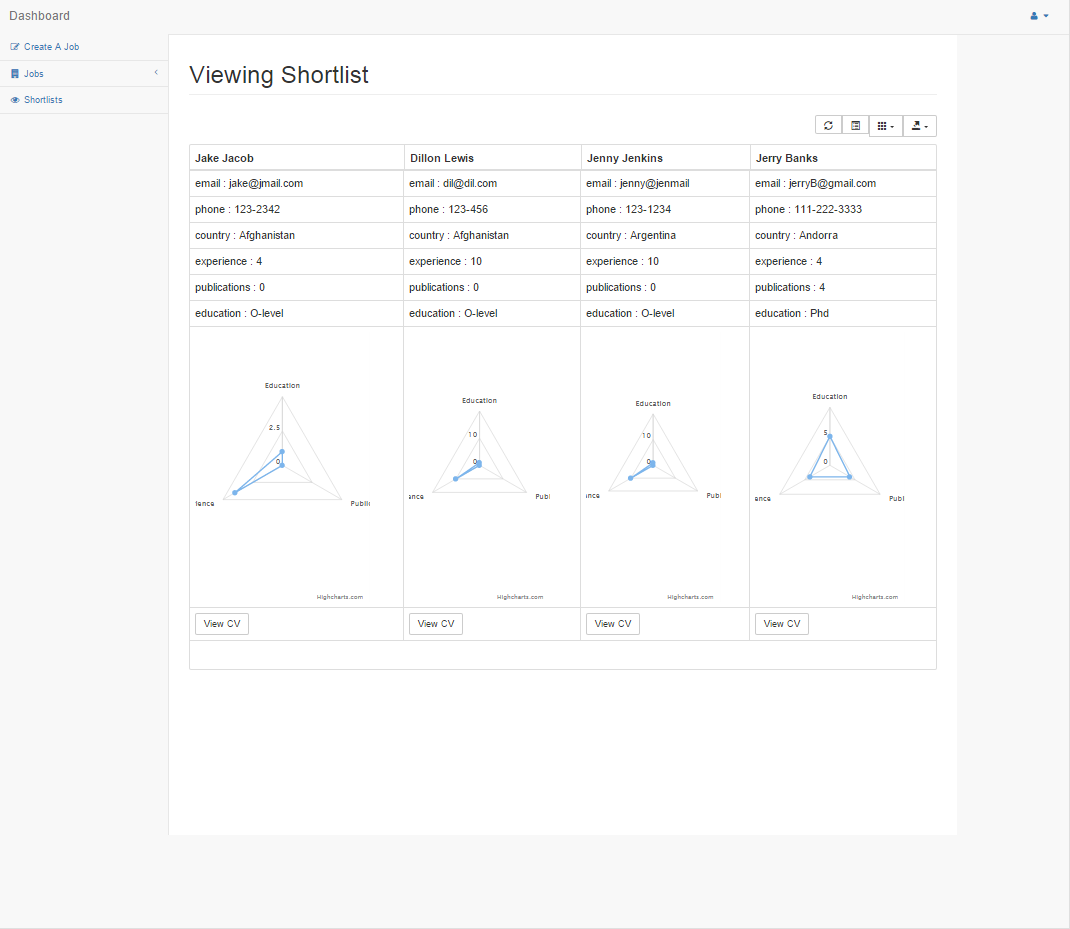 Dashboard
Create A Job
Jobs
Shortlists
Viewing Shortlist
Jake Jacob Dillon Lewis Jenny Jenkins Jerry Banks
email : jake@jmail.com email : dil@dil.com email : jenny@jenmail email : jerryB@gmail.com
phone : 123-2342 phone : 123-456 phone : 123-1234 phone : 111-222-3333
country : Afghanistan country : Afghanistan country : Argentina country : Andorra
experience : 4 experience : 10 experience : 10 experience : 4
publications : 0 publications : 0 publications : 0 publications : 4
education : O-level education : O-level education : O-level education : Phd
Education Education Education Education
2.5 10 10 5
0 0 0 0
ience Public ence Publ nce Publ ence Publ
Highcharts.com Highcharts.com Highcharts.com Highcharts.com
View CV View CV View CV View CV